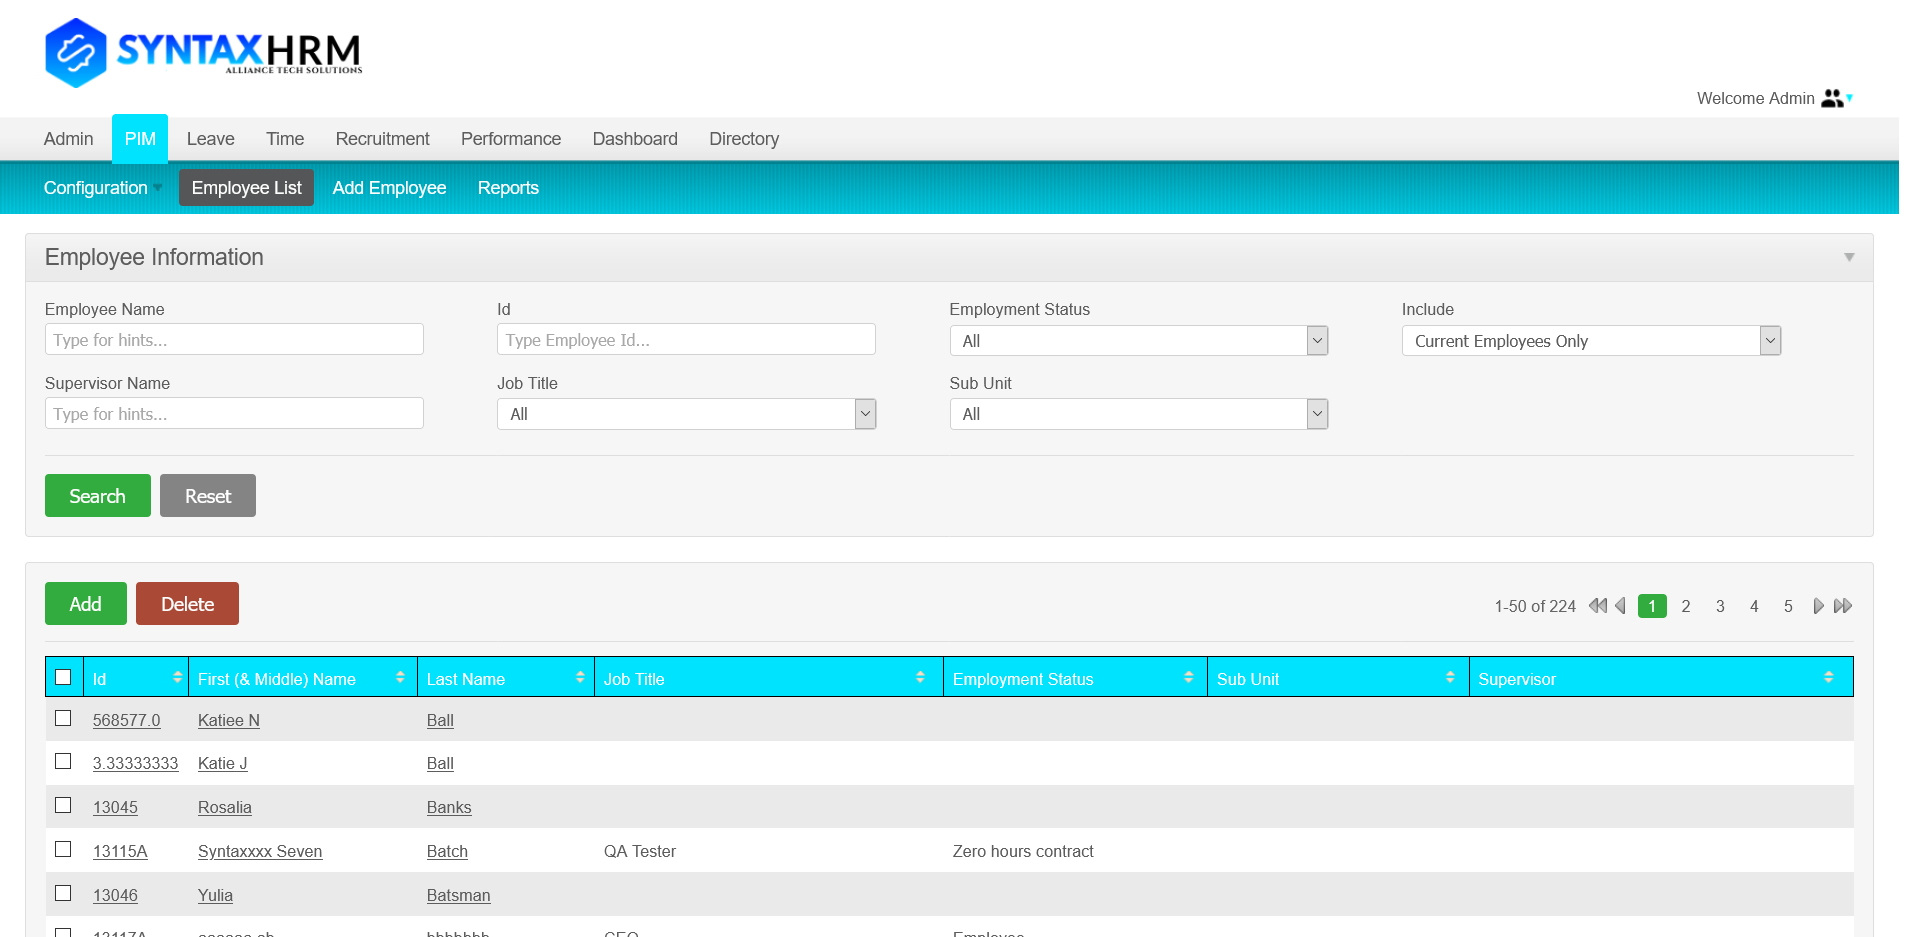 SYNTAXHRM
ALLIANCE TECH SOLUTIONS
Welcome Admin
Admin PIM Leave Time Recruitment Performance Dashboard Directory
Configuration Employee List Add Employee Reports
Employee Information
Employee Name Id Employment Status Include
Type for hints... Type Employee Id... All Current Employees Only
Supervisor Name Job Title Sub Unit
Type for hints... All All
Search Reset
Add Delete 1-50 of 224 1 2 3 4 5
Id First (& Middle) Name Last Name Job Title Employment Status Sub Unit Supervisor
568577.0 Katiee N Ball
3.33333333 Katie J Ball
13045 Rosalia Banks
13115A Syntaxxxx Seven Batch QA Tester Zero hours contract
13046 Yulia Batsman
13117A CEO Employee